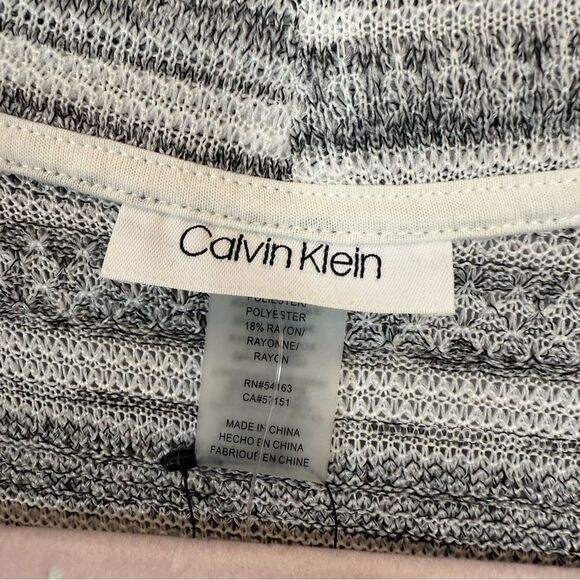 Calvin Klein
POLIESTER/
POLYESTER
18% RAYON/
RAYONNE/
RAYON
RN#54163
CA#57151
MADE IN CHINA
HECHO EN CHINA
FABRIQUÉ EN CHINE